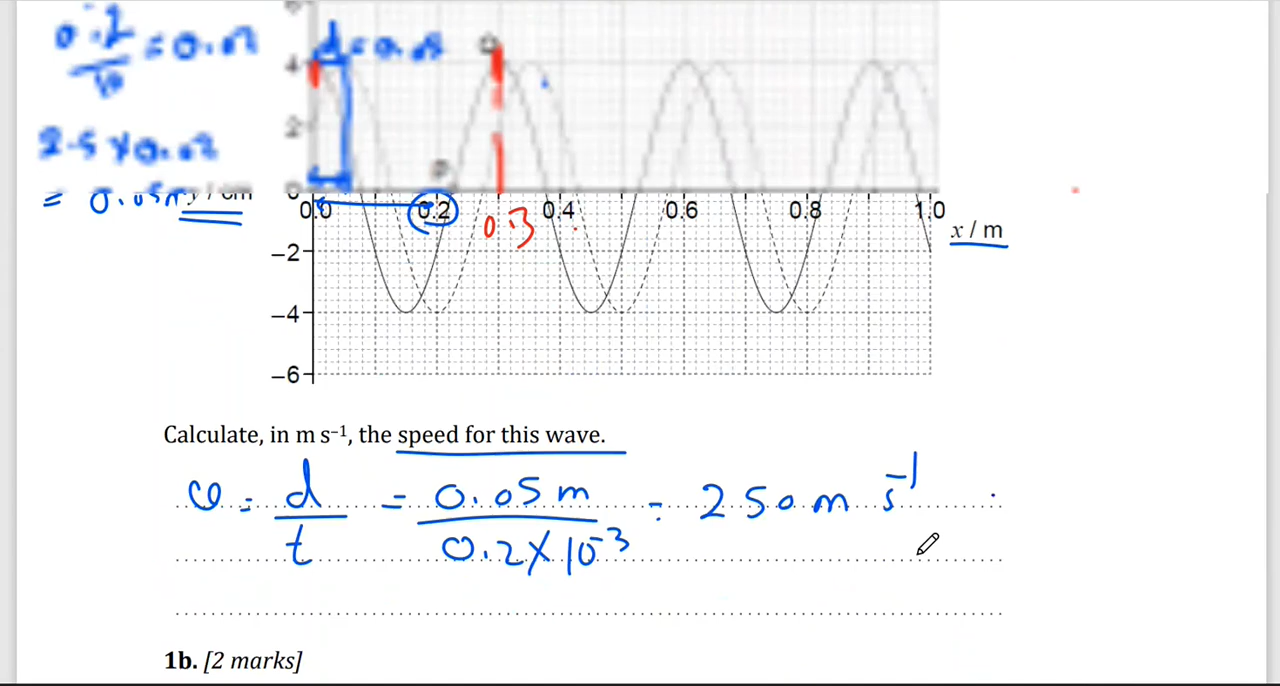 0.2/10 = 0.02
d = 0.05
4
2
2.5 × 0.02
= 0.05m
0
0.0 0.2 0.3 0.4 0.6 0.8 1.0
x / m
−2
−4
−6
Calculate, in m s⁻¹, the speed for this wave.
v = d/t = 0.05 m / 0.2 × 10⁻³ = 250 m s⁻¹
1b. [2 marks]